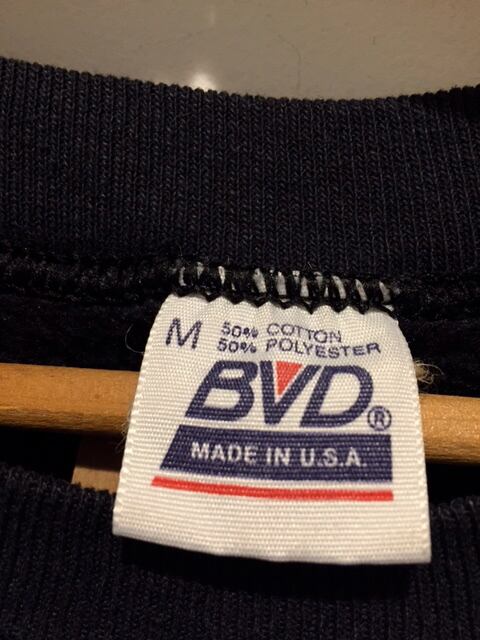 M 50% COTTON
50% POLYESTER
BVD®
MADE IN U.S.A.